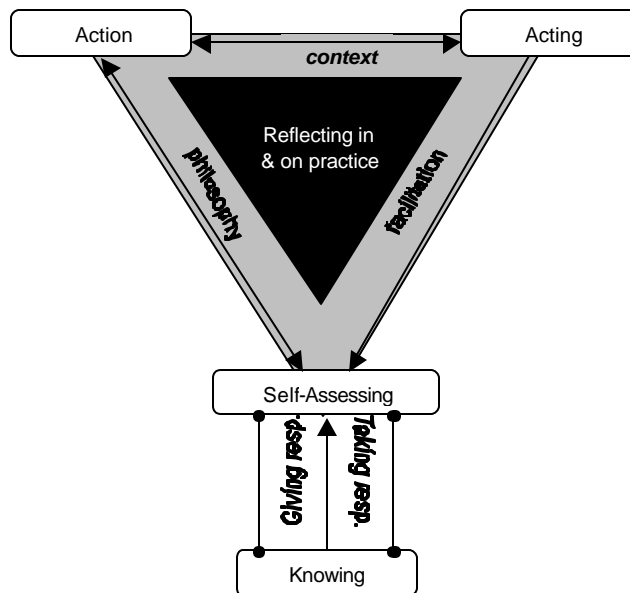 Action
Acting
context
Reflecting in
& on practice
philosophy
facilitation
Self-Assessing
Giving resp.
Taking resp.
Knowing